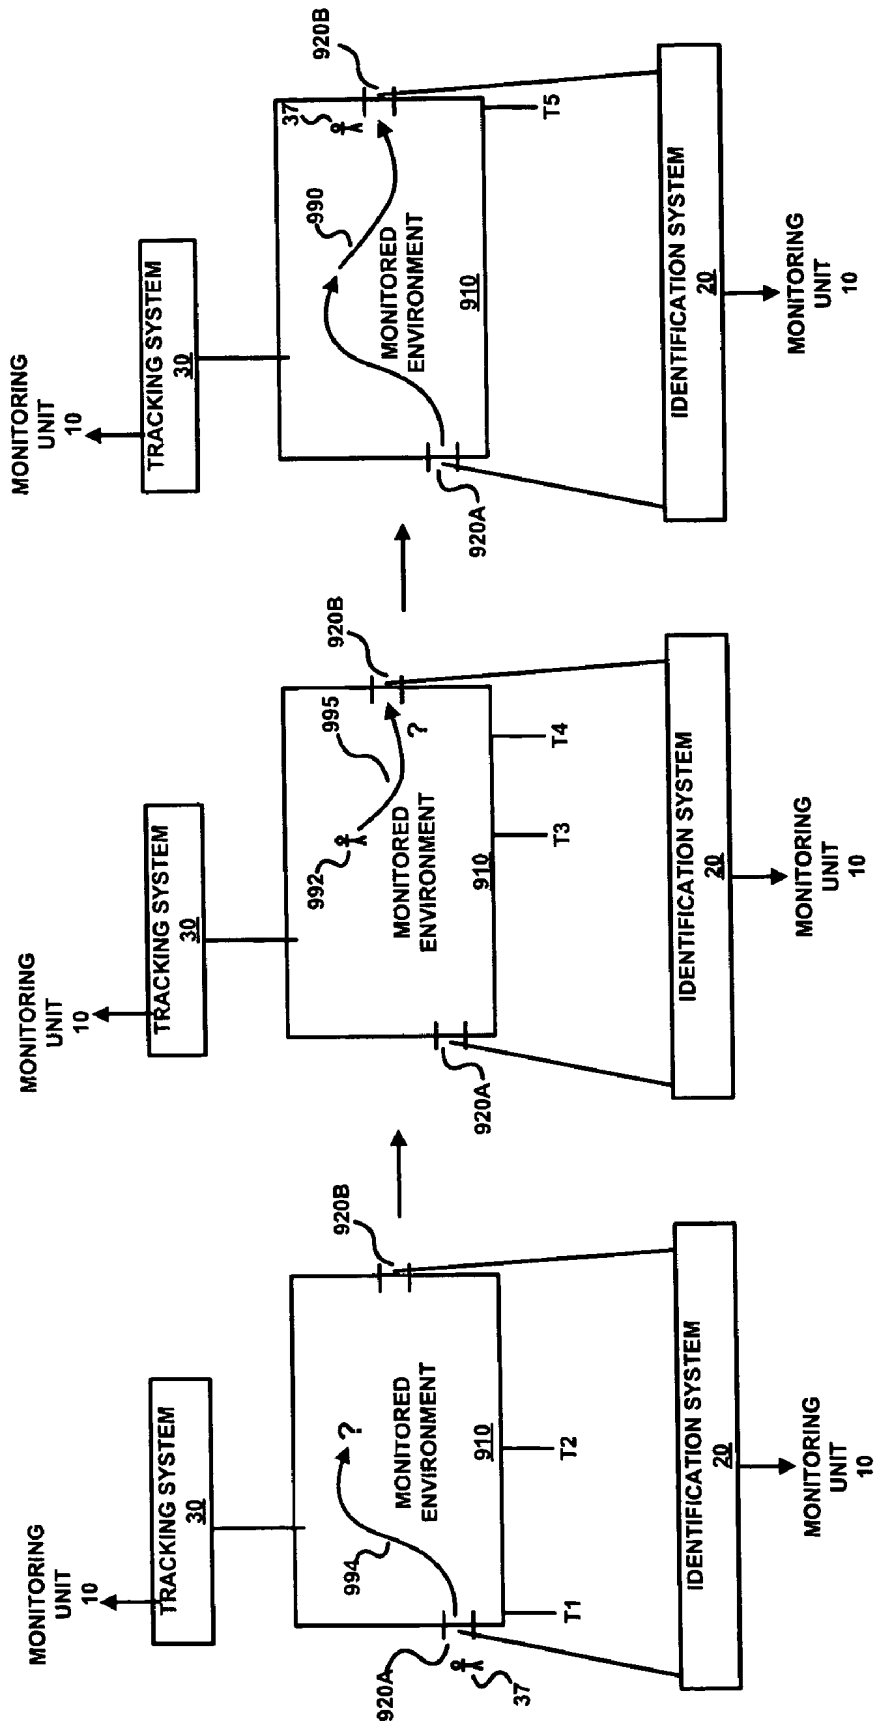 MONITORING
UNIT
10
TRACKING SYSTEM
30
994
?
MONITORED
ENVIRONMENT
910
920A
37
920B
T1
T2
IDENTIFICATION SYSTEM
20
MONITORING
UNIT
10
MONITORING
UNIT
10
TRACKING SYSTEM
30
992
995
?
MONITORED
ENVIRONMENT
910
920A
920B
T3
T4
IDENTIFICATION SYSTEM
20
MONITORING
UNIT
10
MONITORING
UNIT
10
TRACKING SYSTEM
30
990
37
MONITORED
ENVIRONMENT
910
920A
920B
T5
IDENTIFICATION SYSTEM
20
MONITORING
UNIT
10